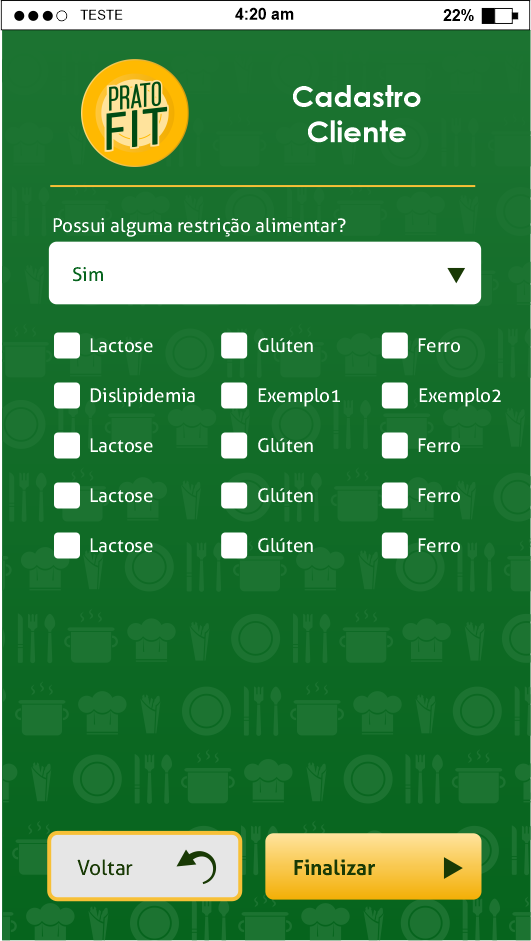 TESTE 4:20 am 22%
PRATO
FIT
Cadastro
Cliente
Possui alguma restrição alimentar?
Sim
Lactose Glúten Ferro
Dislipidemia Exemplo1 Exemplo2
Lactose Glúten Ferro
Lactose Glúten Ferro
Lactose Glúten Ferro
Voltar Finalizar